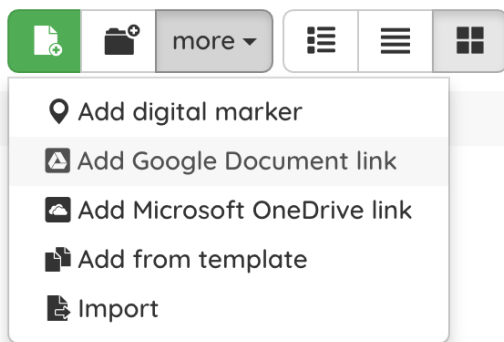 more
Add digital marker
Add Google Document link
Add Microsoft OneDrive link
Add from template
Import